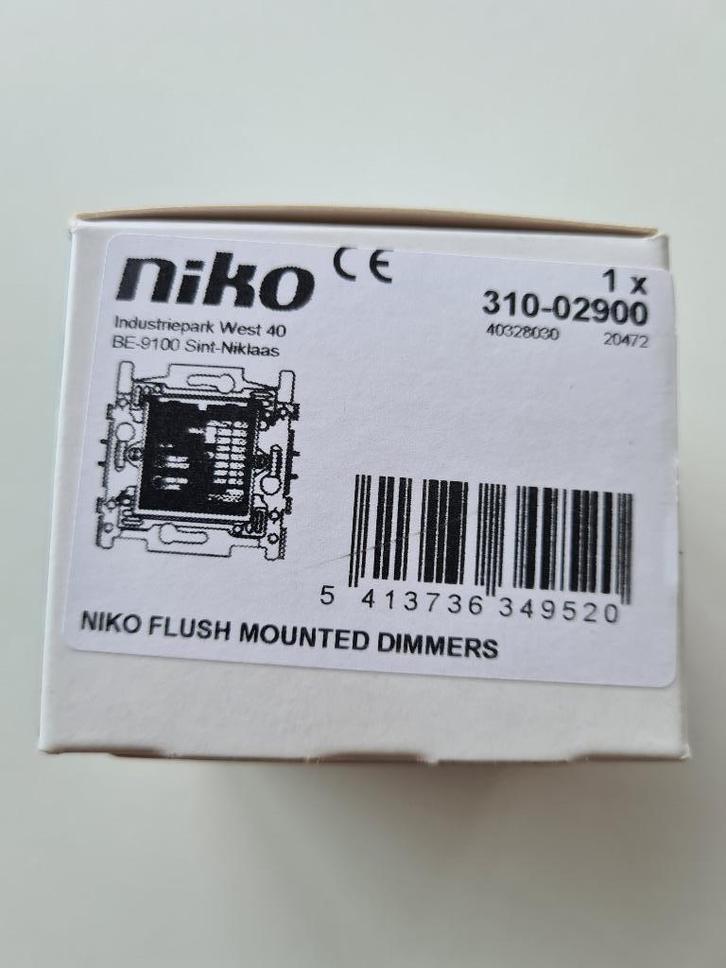 niko CE
1 x
310-02900
40328030 20472
Industriepark West 40
BE-9100 Sint-Niklaas
5 413736 349520
NIKO FLUSH MOUNTED DIMMERS